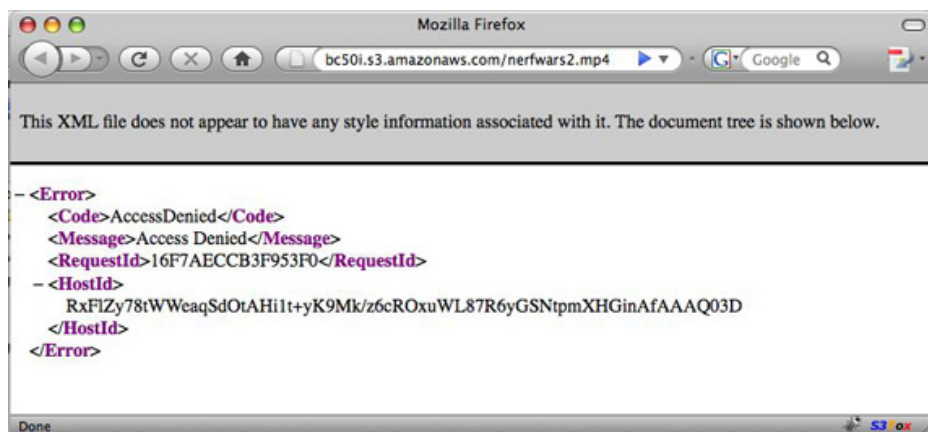 Mozilla Firefox
bc50i.s3.amazonaws.com/nerfwars2.mp4
G Google
This XML file does not appear to have any style information associated with it. The document tree is shown below.
– <Error>
<Code>AccessDenied</Code>
<Message>Access Denied</Message>
<RequestId>16F7AECCB3F953F0</RequestId>
– <HostId>
RxFlZy78tWWeaqSdOtAHi1t+yK9Mk/z6cROxuWL87R6yGSNtpmXHGinAfAAAQ03D
</HostId>
</Error>
Done
S3Fox